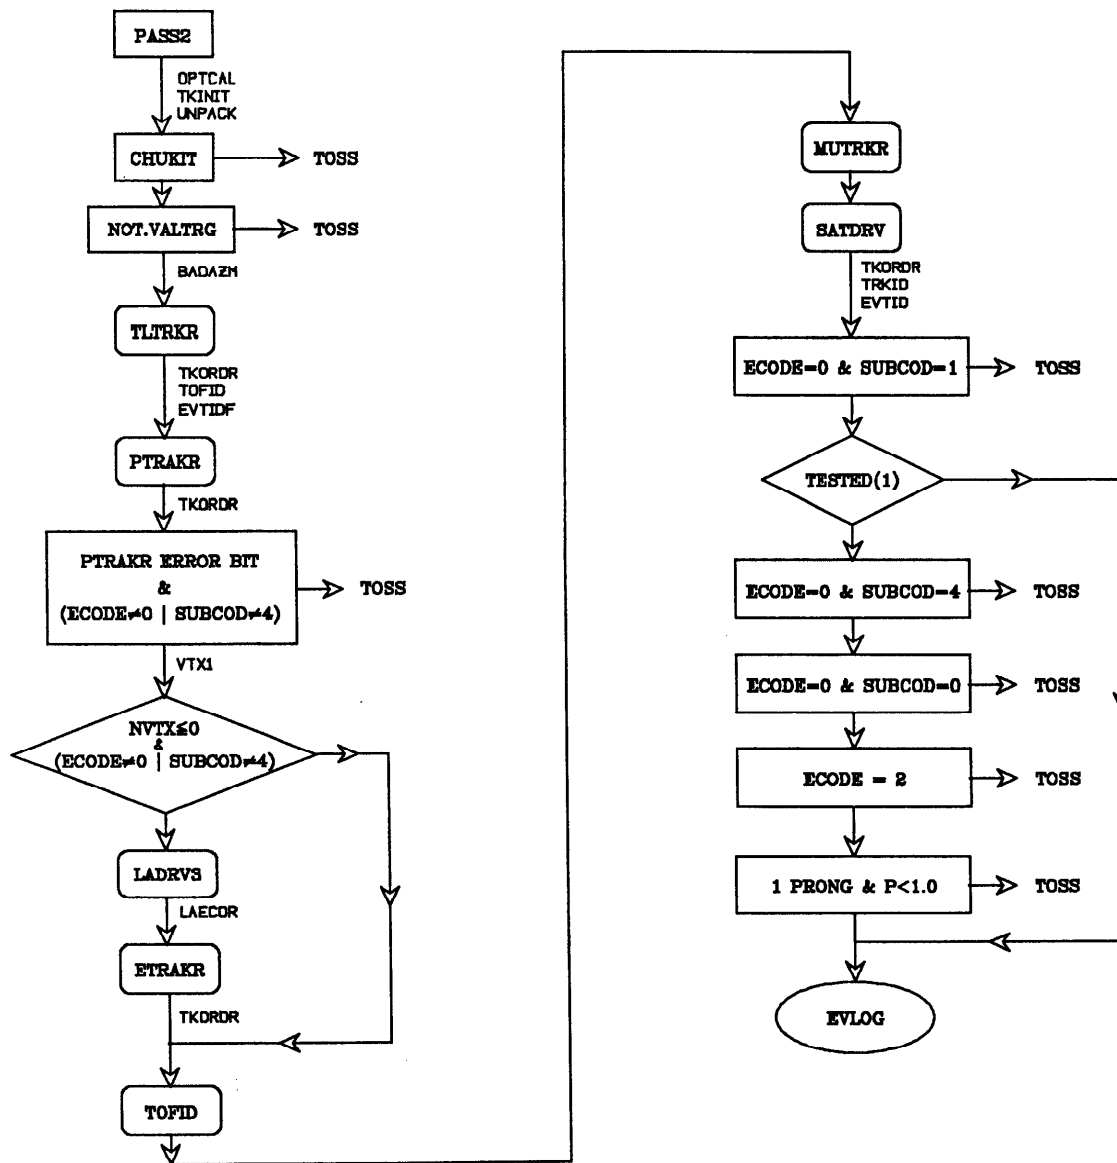 PASS2
OPTCAL
TKINIT
UNPACK
CHUKIT
TOSS
NOT.VALTRG
TOSS
BADAZM
TLTRKR
TKORDR
TOFID
EVTIDF
PTRAKR
TKORDR
PTRAKR ERROR BIT
&
(ECODE≠0 | SUBCOD≠4)
TOSS
VTX1
NVTX≦0
&
(ECODE≠0 | SUBCOD≠4)
LADRV3
LAECOR
ETRAKR
TKORDR
TOFID
MUTRKR
SATDRV
TKORDR
TRKID
EVTID
ECODE=0 & SUBCOD=1
TOSS
TESTED(1)
ECODE=0 & SUBCOD=4
TOSS
ECODE=0 & SUBCOD=0
TOSS
ECODE = 2
TOSS
1 PRONG & P<1.0
TOSS
EVLOG